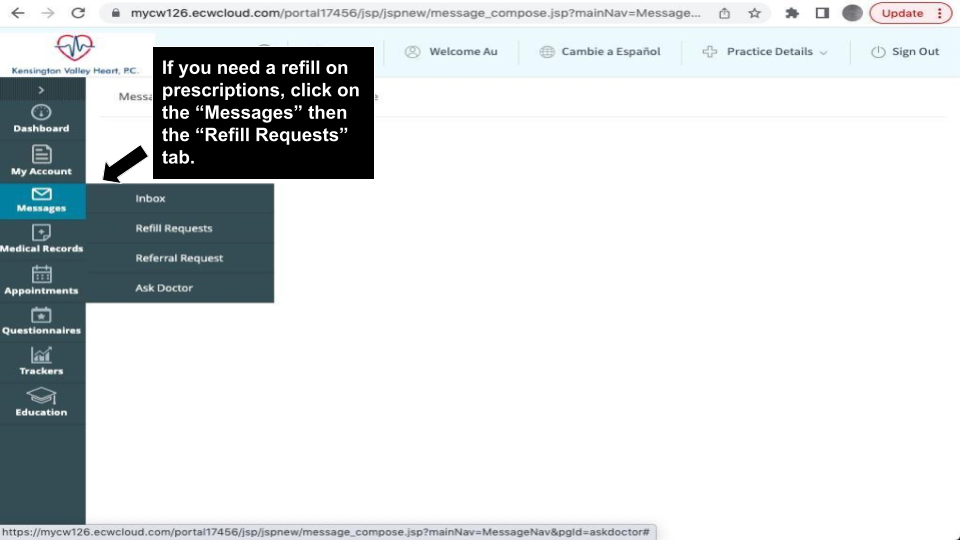 mycw126.ecwcloud.com/portal17456/jsp/jspnew/message_compose.jsp?mainNav=Message...
Update
Kensington Valley Heart, P.C.
Welcome Au
Cambie a Español
Practice Details
Sign Out
If you need a refill on
prescriptions, click on
the “Messages” then
the “Refill Requests”
tab.
Dashboard
My Account
Messages
Inbox
Refill Requests
Referral Request
Ask Doctor
Medical Records
Appointments
Questionnaires
Trackers
Education
https://mycw126.ecwcloud.com/portal17456/jsp/jspnew/message_compose.jsp?mainNav=MessageNav&pgId=askdoctor#